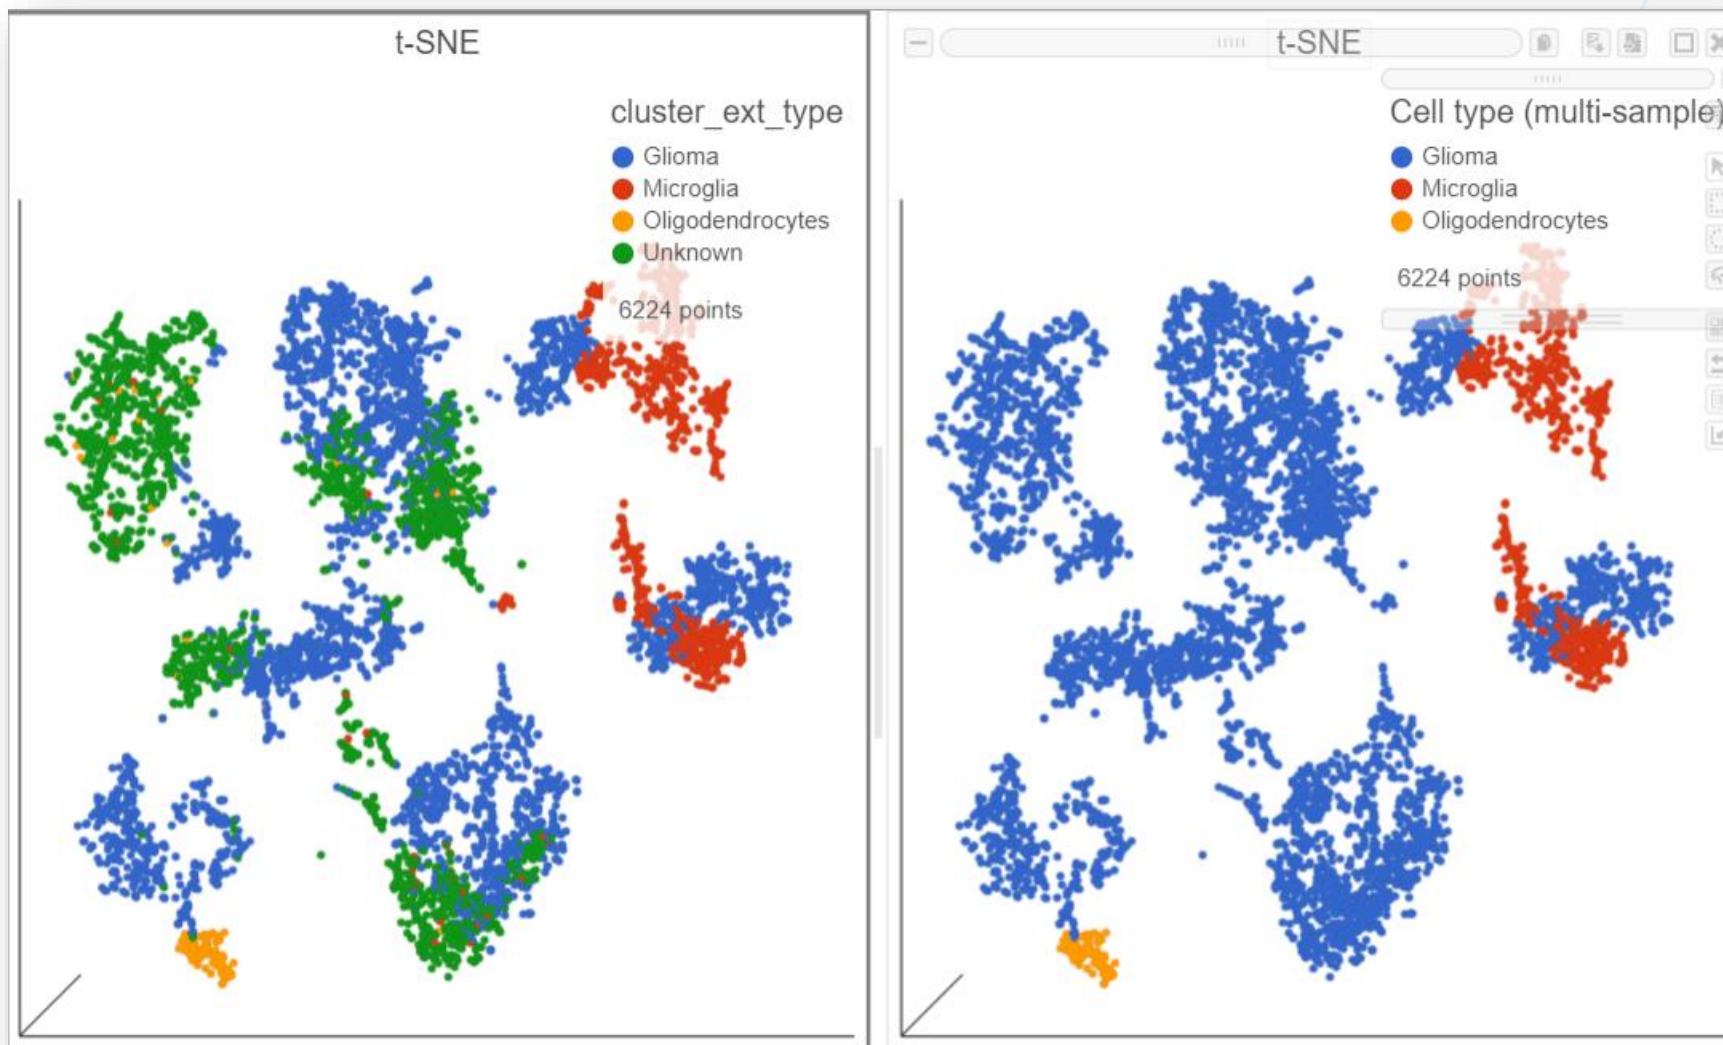 t-SNE
cluster_ext_type
Glioma
Microglia
Oligodendrocytes
Unknown
6224 points
t-SNE
Cell type (multi-sample)
Glioma
Microglia
Oligodendrocytes
6224 points